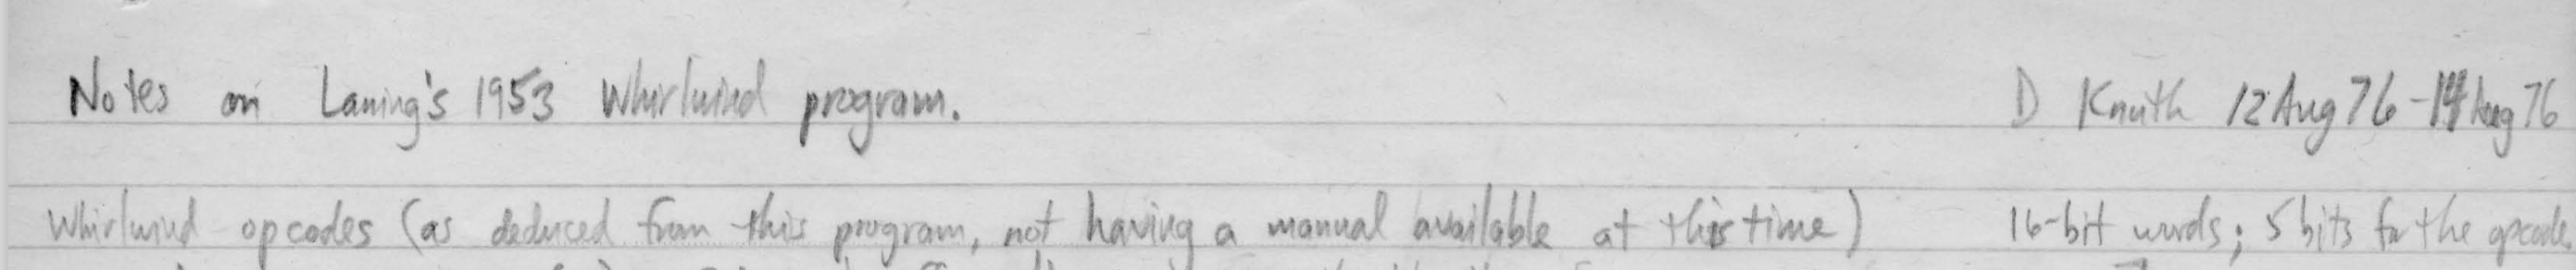 Notes on Laning's 1953 Whirlwind program. D Knuth 12 Aug 76 - 14 Aug 76
Whirlwind opcodes (as deduced from this program, not having a manual available at this time) 16-bit words; 5 bits for the opcode.